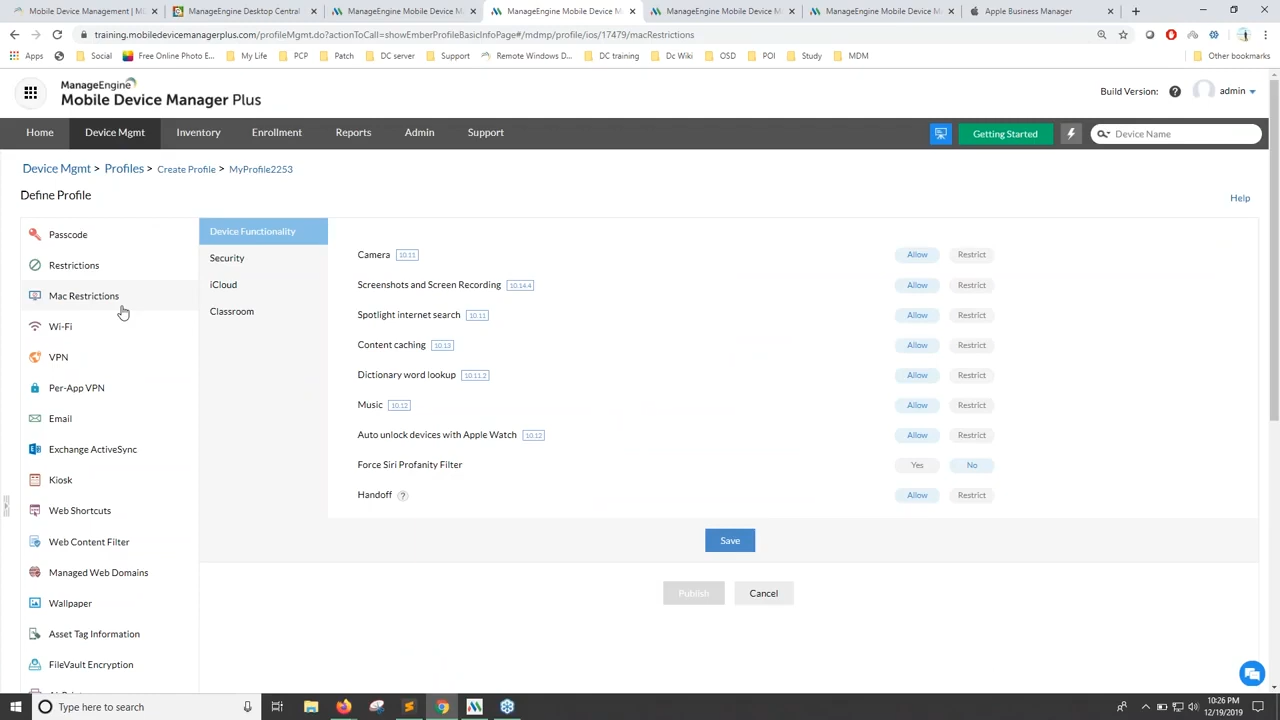 Mobile Device Management | MD
ManageEngine Desktop Central
ManageEngine Mobile Device M
ManageEngine Mobile Device M
ManageEngine Mobile Device M
ManageEngine Mobile Device M
Apple Business Manager
training.mobiledevicemanagerplus.com/profileMgmt.do?actionToCall=showEmberProfileBasicInfoPage#/mdmp/profile/ios/17479/macRestrictions
Apps
Social
Free Online Photo E...
My Life
PCP
Patch
DC server
Support
Remote Windows D...
DC training
Dc Wiki
OSD
POI
Study
MDM
Other bookmarks
ManageEngine
Mobile Device Manager Plus
Build Version: ?
admin
Home
Device Mgmt
Inventory
Enrollment
Reports
Admin
Support
Getting Started
Device Name
Device Mgmt > Profiles > Create Profile > MyProfile2253
Define Profile
Help
Passcode
Restrictions
Mac Restrictions
Wi-Fi
VPN
Per-App VPN
Email
Exchange ActiveSync
Kiosk
Web Shortcuts
Web Content Filter
Managed Web Domains
Wallpaper
Asset Tag Information
FileVault Encryption
Device Functionality
Security
iCloud
Classroom
Camera 10.11 Allow Restrict
Screenshots and Screen Recording 10.14.4 Allow Restrict
Spotlight internet search 10.11 Allow Restrict
Content caching 10.13 Allow Restrict
Dictionary word lookup 10.11.2 Allow Restrict
Music 10.12 Allow Restrict
Auto unlock devices with Apple Watch 10.12 Allow Restrict
Force Siri Profanity Filter Yes No
Handoff ? Allow Restrict
Save
Publish
Cancel
Type here to search
10:26 PM
12/19/2019